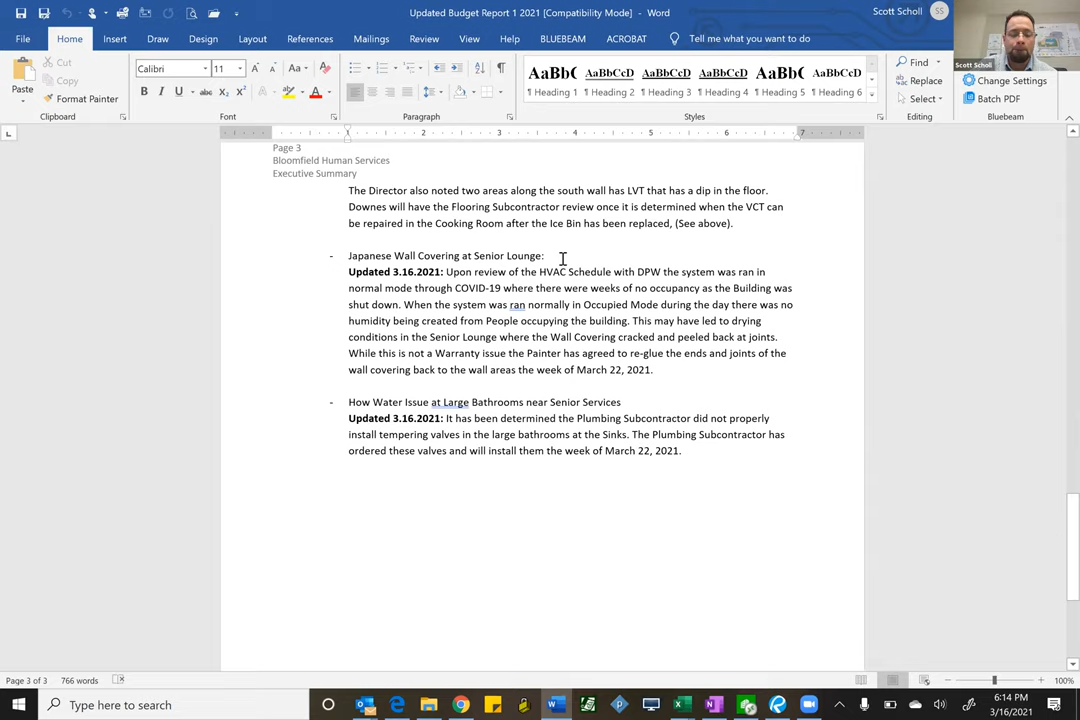 Updated Budget Report 1 2021 [Compatibility Mode] - Word
Scott Scholl
SS
File Home Insert Draw Design Layout References Mailings Review View Help BLUEBEAM ACROBAT Tell me what you want to do
Scott Scholl
Paste
Cut
Copy
Format Painter
Calibri 11
AaBb( ¶ Heading 1
AaBbCcD ¶ Heading 2
AaBbCcD ¶ Heading 3
AaBbCcD ¶ Heading 4
AaBbC ¶ Heading 5
AaBbCcD ¶ Heading 6
Find
Replace
Select
Change Settings
Batch PDF
Clipboard Font Paragraph Styles Editing Bluebeam
1 2 3 4 5 6 7
Page 3
Bloomfield Human Services
Executive Summary
The Director also noted two areas along the south wall has LVT that has a dip in the floor.
Downes will have the Flooring Subcontractor review once it is determined when the VCT can
be repaired in the Cooking Room after the Ice Bin has been replaced, (See above).
- Japanese Wall Covering at Senior Lounge:
Updated 3.16.2021: Upon review of the HVAC Schedule with DPW the system was ran in
normal mode through COVID-19 where there were weeks of no occupancy as the Building was
shut down. When the system was ran normally in Occupied Mode during the day there was no
humidity being created from People occupying the building. This may have led to drying
conditions in the Senior Lounge where the Wall Covering cracked and peeled back at joints.
While this is not a Warranty issue the Painter has agreed to re-glue the ends and joints of the
wall covering back to the wall areas the week of March 22, 2021.
- How Water Issue at Large Bathrooms near Senior Services
Updated 3.16.2021: It has been determined the Plumbing Subcontractor did not properly
install tempering valves in the large bathrooms at the Sinks. The Plumbing Subcontractor has
ordered these valves and will install them the week of March 22, 2021.
Page 3 of 3 766 words 100%
Type here to search
6:14 PM
3/16/2021